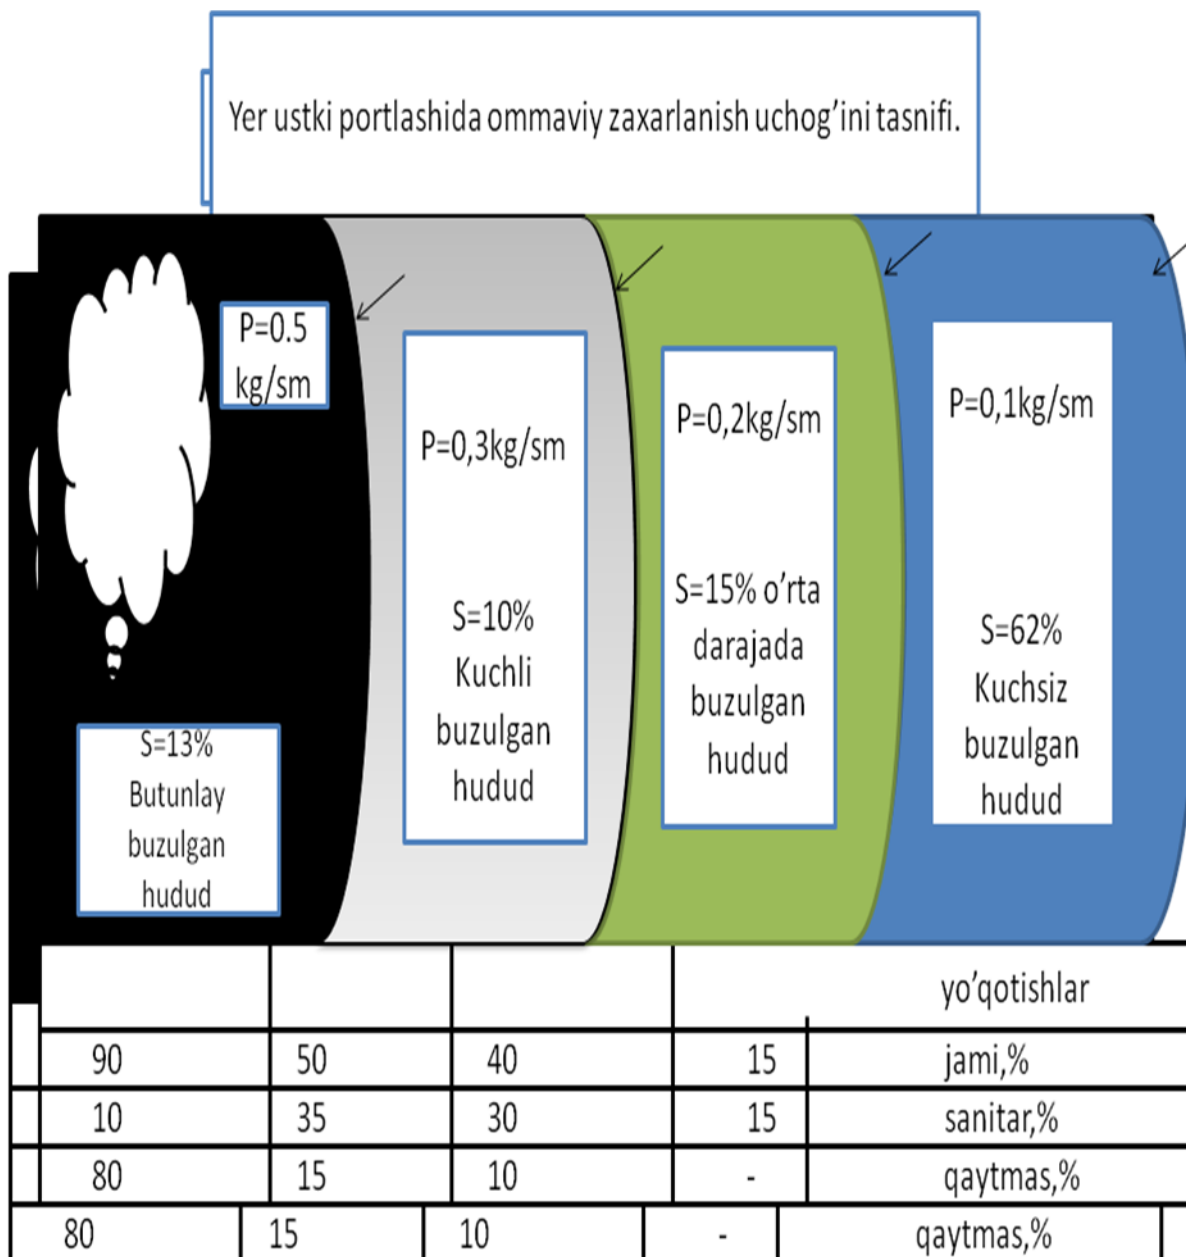 Yer ustki portlashida ommaviy zaxarlanish uchog’ini tasnifi.
P=0.5
kg/sm
S=13%
Butunlay
buzulgan
hudud
P=0,3kg/sm
S=10%
Kuchli
buzulgan
hudud
P=0,2kg/sm
S=15% o’rta
darajada
buzulgan
hudud
P=0,1kg/sm
S=62%
Kuchsiz
buzulgan
hudud
yo’qotishlar
90 50 40 15 jami,%
10 35 30 15 sanitar,%
80 15 10 - qaytmas,%
80 15 10 - qaytmas,%